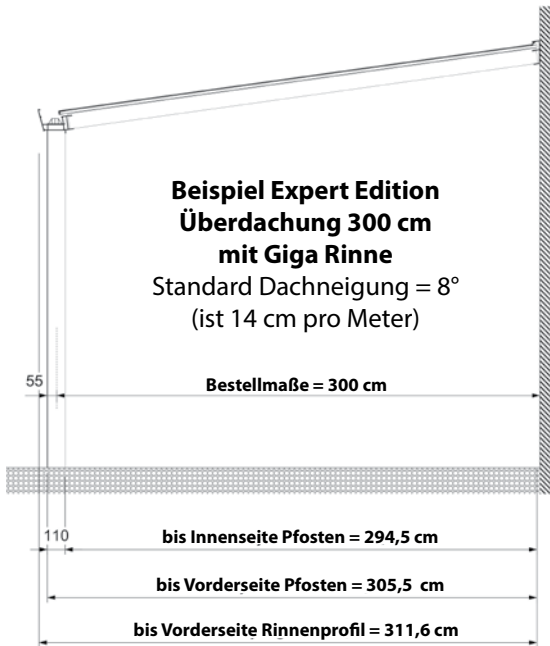 Beispiel Expert Edition
Überdachung 300 cm
mit Giga Rinne
Standard Dachneigung = 8°
(ist 14 cm pro Meter)
55
Bestellmaße = 300 cm
110
bis Innenseite Pfosten = 294,5 cm
bis Vorderseite Pfosten = 305,5 cm
bis Vorderseite Rinnenprofil = 311,6 cm